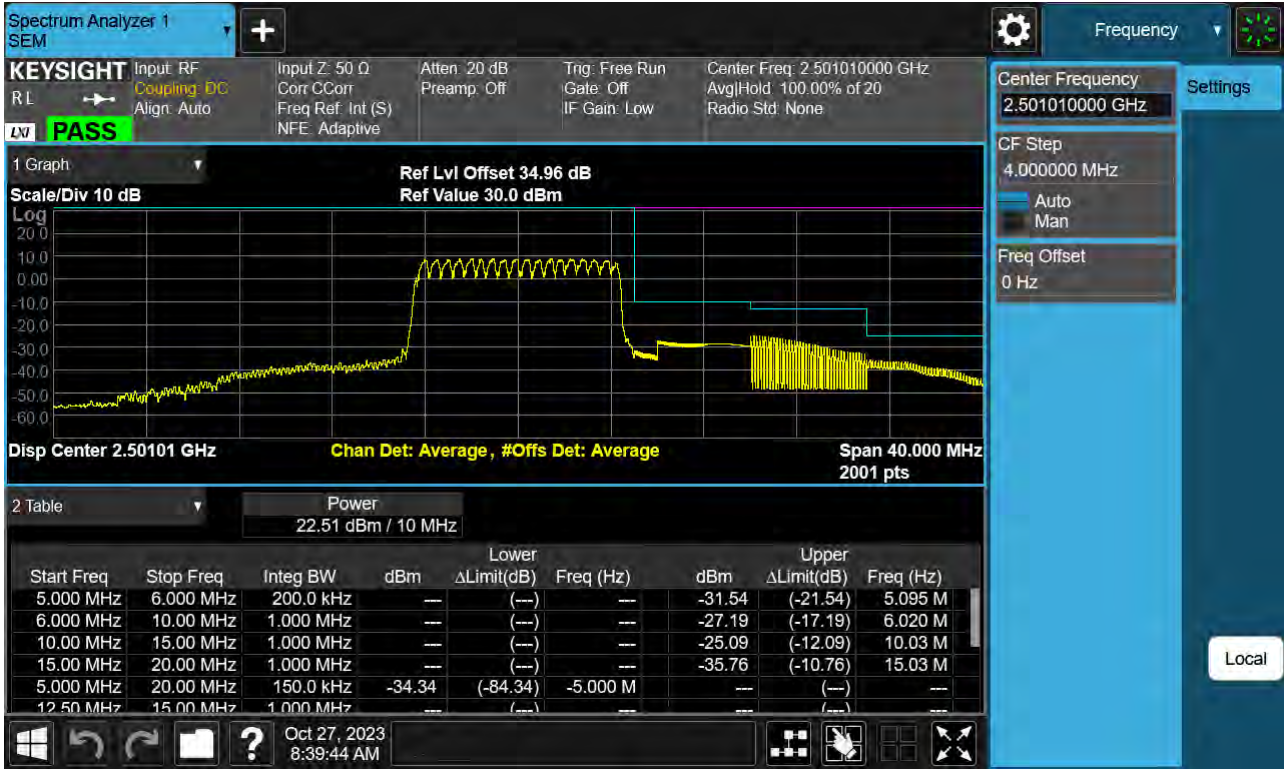 Spectrum Analyzer 1
SEM
+
Frequency
KEYSIGHT
R L
LXI
PASS
Input: RF
Coupling: DC
Align: Auto
Input Z: 50 Ω
Corr CCorr
Freq Ref: Int (S)
NFE: Adaptive
Atten: 20 dB
Preamp: Off
Trig: Free Run
Gate: Off
IF Gain: Low
Center Freq: 2.501010000 GHz
Avg|Hold: 100.00% of 20
Radio Std: None
Center Frequency
2.501010000 GHz
Settings
CF Step
4.000000 MHz
Auto
Man
Freq Offset
0 Hz
Local
1 Graph
Scale/Div 10 dB
Ref Lvl Offset 34.96 dB
Ref Value 30.0 dBm
Log
20.0
10.0
0.00
-10.0
-20.0
-30.0
-40.0
-50.0
-60.0
Disp Center 2.50101 GHz
Chan Det: Average, #Offs Det: Average
Span 40.000 MHz
2001 pts
2 Table
Power
22.51 dBm / 10 MHz
Lower Upper
Start Freq Stop Freq Integ BW dBm ΔLimit(dB) Freq (Hz) dBm ΔLimit(dB) Freq (Hz)
5.000 MHz 6.000 MHz 200.0 kHz --- (---) --- -31.54 (-21.54) 5.095 M
6.000 MHz 10.00 MHz 1.000 MHz --- (---) --- -27.19 (-17.19) 6.020 M
10.00 MHz 15.00 MHz 1.000 MHz --- (---) --- -25.09 (-12.09) 10.03 M
15.00 MHz 20.00 MHz 1.000 MHz --- (---) --- -35.76 (-10.76) 15.03 M
5.000 MHz 20.00 MHz 150.0 kHz -34.34 (-84.34) -5.000 M --- (---) ---
12.50 MHz 15.00 MHz 1.000 MHz --- (---) --- --- (---) ---
?
Oct 27, 2023
8:39:44 AM